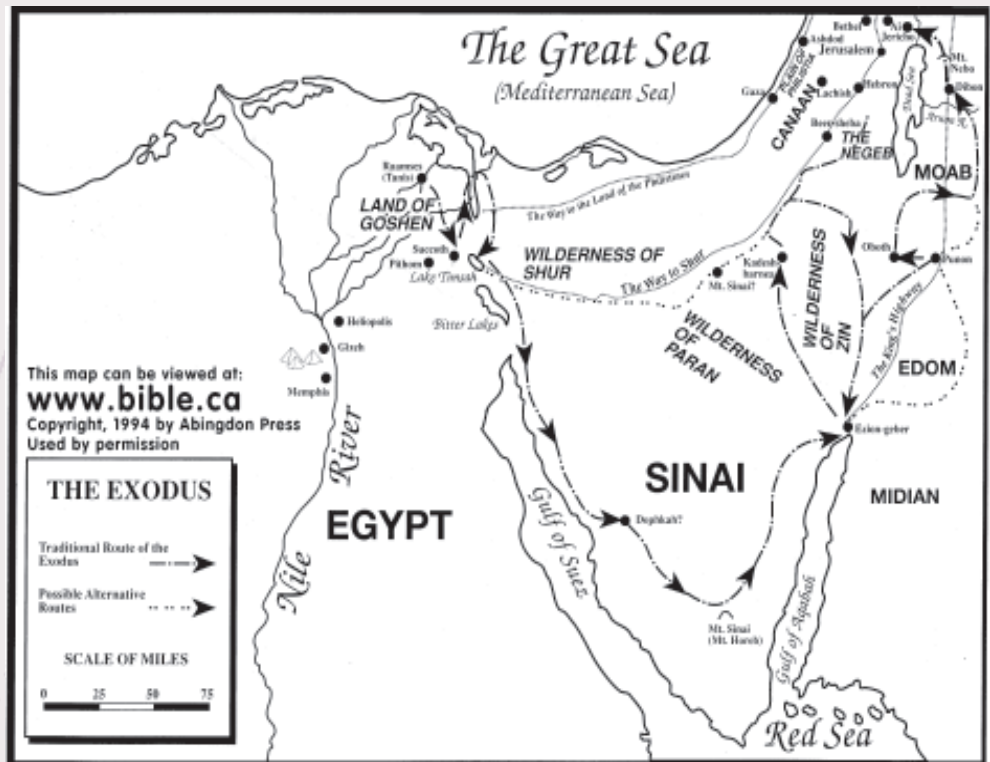 The Great Sea
(Mediterranean Sea)
Bethel
Ai
Jericho
Ashdod
Jerusalem
Mt.
Nebo
PLAIN OF
PHILISTIA
Gaza
Lachish
Hebron
Dead Sea
Dibon
CANAAN
Arnon R.
Beersheba
THE
NEGEB
MOAB
Raamses
(Tanis)
The Way to the Land of the Philistines
LAND OF
GOSHEN
Succoth
Pithom
Lake Timsah
WILDERNESS OF
SHUR
The Way to Shur
Mt. Sinai?
Kadesh
barnea
WILDERNESS
OF
ZIN
Oboth
Punon
Bitter Lakes
Heliopolis
Gizeh
Memphis
WILDERNESS
OF
PARAN
The King's Highway
EDOM
This map can be viewed at:
www.bible.ca
Copyright, 1994 by Abingdon Press
Used by permission
Ezion-geber
THE EXODUS
Traditional Route of the
Exodus
Possible Alternative
Routes
SCALE OF MILES
0 25 50 75
Nile River
EGYPT
SINAI
MIDIAN
Gulf of Suez
Dophkah?
Mt. Sinai
(Mt. Horeb)
Gulf of Aqabah
Red Sea